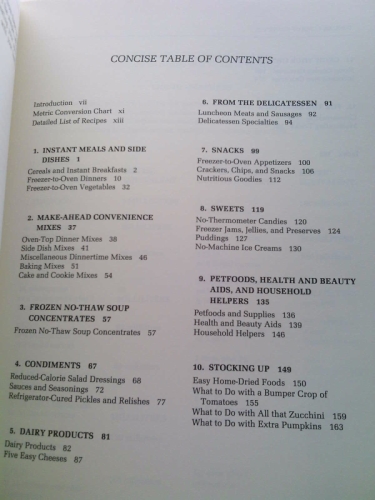 CONCISE TABLE OF CONTENTS
Introduction vii
Metric Conversion Chart xi
Detailed List of Recipes xiii
1. INSTANT MEALS AND SIDE
DISHES 1
Cereals and Instant Breakfasts 2
Freezer-to-Oven Dinners 10
Freezer-to-Oven Vegetables 32
2. MAKE-AHEAD CONVENIENCE
MIXES 37
Oven-Top Dinner Mixes 38
Side Dish Mixes 41
Miscellaneous Dinnertime Mixes 46
Baking Mixes 51
Cake and Cookie Mixes 54
3. FROZEN NO-THAW SOUP
CONCENTRATES 57
Frozen No-Thaw Soup Concentrates 57
4. CONDIMENTS 67
Reduced-Calorie Salad Dressings 68
Sauces and Seasonings 72
Refrigerator-Cured Pickles and Relishes 77
5. DAIRY PRODUCTS 81
Dairy Products 82
Five Easy Cheeses 87
6. FROM THE DELICATESSEN 91
Luncheon Meats and Sausages 92
Delicatessen Specialties 94
7. SNACKS 99
Freezer-to-Oven Appetizers 100
Crackers, Chips, and Snacks 106
Nutritious Goodies 112
8. SWEETS 119
No-Thermometer Candies 120
Freezer Jams, Jellies, and Preserves 124
Puddings 127
No-Machine Ice Creams 130
9. PETFOODS, HEALTH AND BEAUTY
AIDS, AND HOUSEHOLD
HELPERS 135
Petfoods and Supplies 136
Health and Beauty Aids 139
Household Helpers 146
10. STOCKING UP 149
Easy Home-Dried Foods 150
What to Do with a Bumper Crop of
Tomatoes 155
What to Do with All that Zucchini 159
What to Do with Extra Pumpkins 163